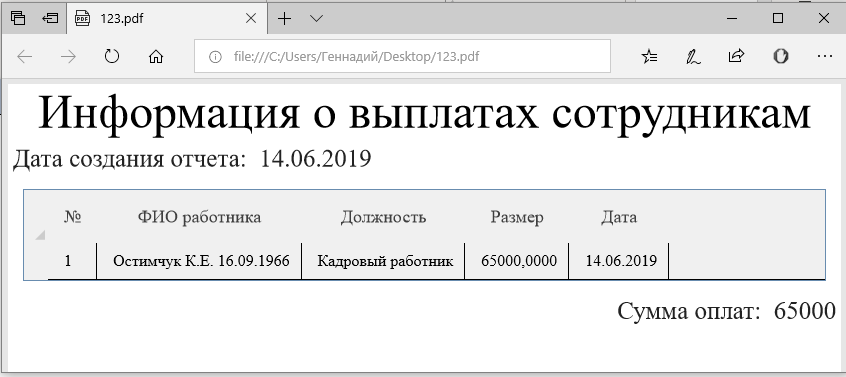 123.pdf
file:///C:/Users/Геннадий/Desktop/123.pdf
Информация о выплатах сотрудникам
Дата создания отчета: 14.06.2019
№ ФИО работника Должность Размер Дата
1 Остимчук К.Е. 16.09.1966 Кадровый работник 65000,0000 14.06.2019
Сумма оплат: 65000